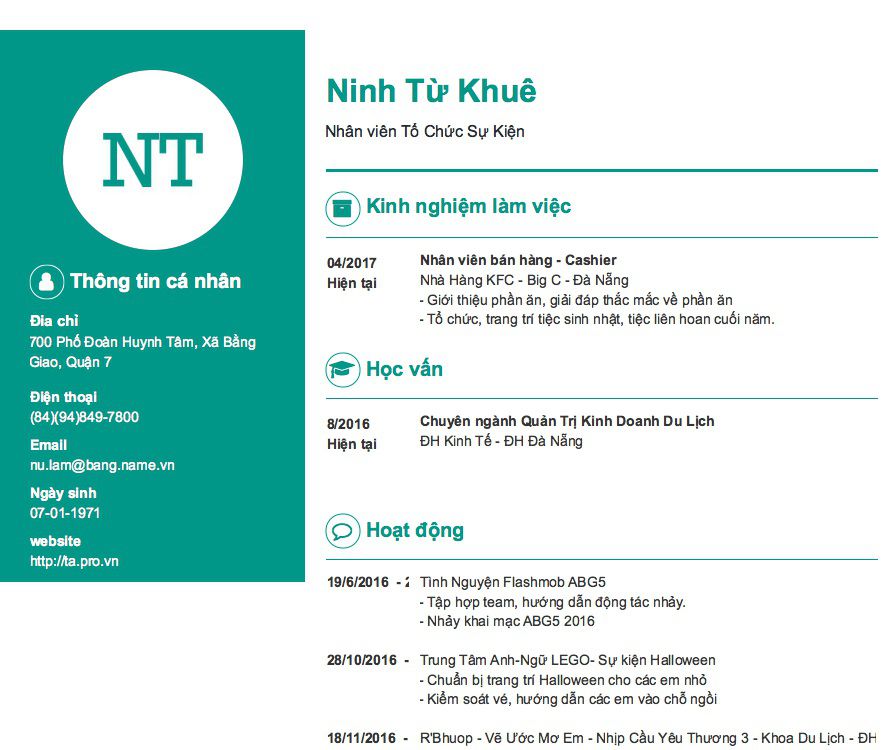 NT
Thông tin cá nhân
Địa chỉ
700 Phố Đoàn Huynh Tâm, Xã Bằng
Giao, Quận 7
Điện thoại
(84)(94)849-7800
Email
nu.lam@bang.name.vn
Ngày sinh
07-01-1971
website
http://ta.pro.vn
Ninh Từ Khuê
Nhân viên Tổ Chức Sự Kiện
Kinh nghiệm làm việc
04/2017 Nhân viên bán hàng - Cashier
Hiện tại Nhà Hàng KFC - Big C - Đà Nẵng
- Giới thiệu phần ăn, giải đáp thắc mắc về phần ăn
- Tổ chức, trang trí tiệc sinh nhật, tiệc liên hoan cuối năm.
Học vấn
8/2016 Chuyên ngành Quản Trị Kinh Doanh Du Lịch
Hiện tại ĐH Kinh Tế - ĐH Đà Nẵng
Hoạt động
19/6/2016 - Tình Nguyện Flashmob ABG5
- Tập hợp team, hướng dẫn động tác nhảy.
- Nhảy khai mạc ABG5 2016
28/10/2016 - Trung Tâm Anh-Ngữ LEGO- Sự kiện Halloween
- Chuẩn bị trang trí Halloween cho các em nhỏ
- Kiểm soát vé, hướng dẫn các em vào chỗ ngồi
18/11/2016 - R'Bhuop - Vẽ Ước Mơ Em - Nhịp Cầu Yêu Thương 3 - Khoa Du Lịch - ĐH